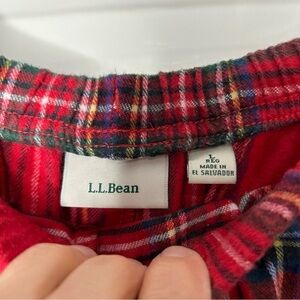 L.L.Bean
L
REG
MADE IN
EL SALVADOR